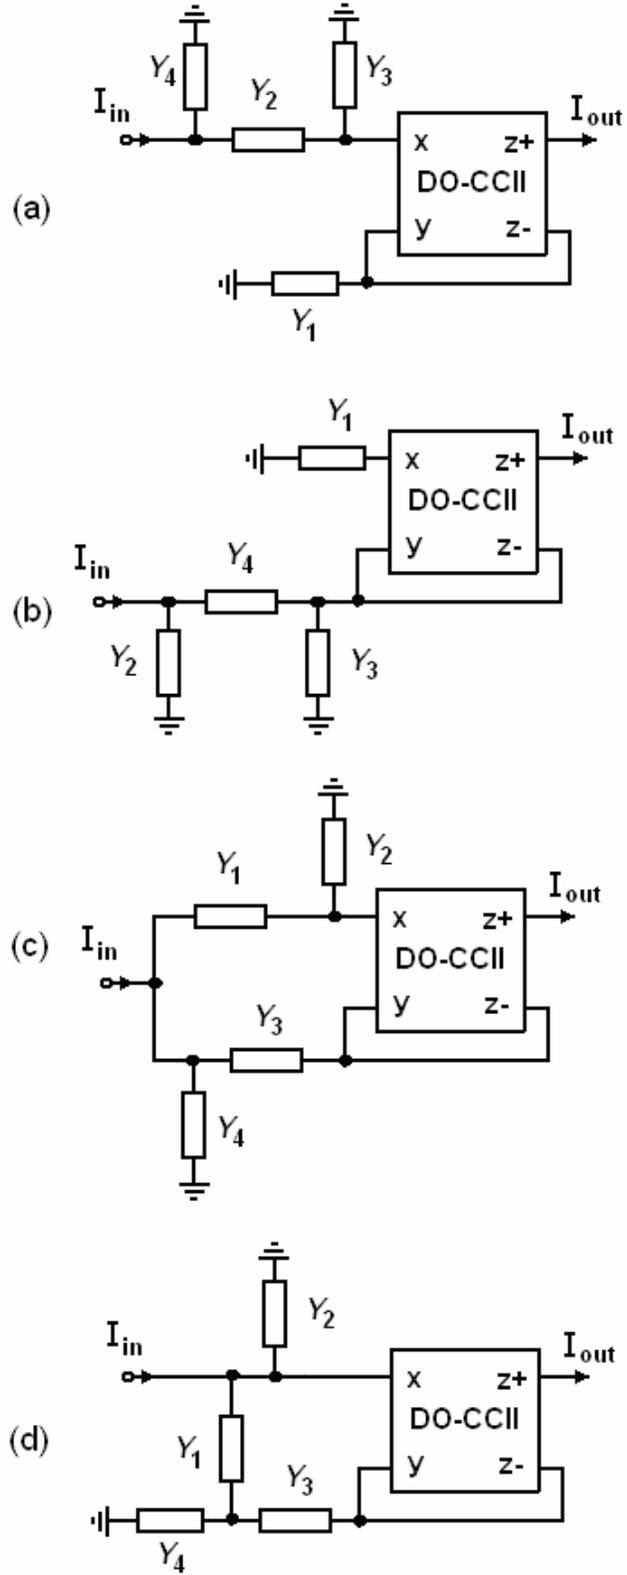 Y4
Y3
Iin
Y2
Iout
x
z+
DO-CCII
(a)
y
z-
Y1
Y1
Iout
x
z+
DO-CCII
Iin
Y4
y
z-
(b)
Y2
Y3
Y2
Y1
Iout
x
z+
(c)
Iin
DO-CCII
Y3
y
z-
Y4
Y2
Iin
Iout
x
z+
DO-CCII
(d)
Y1
Y3
y
z-
Y4